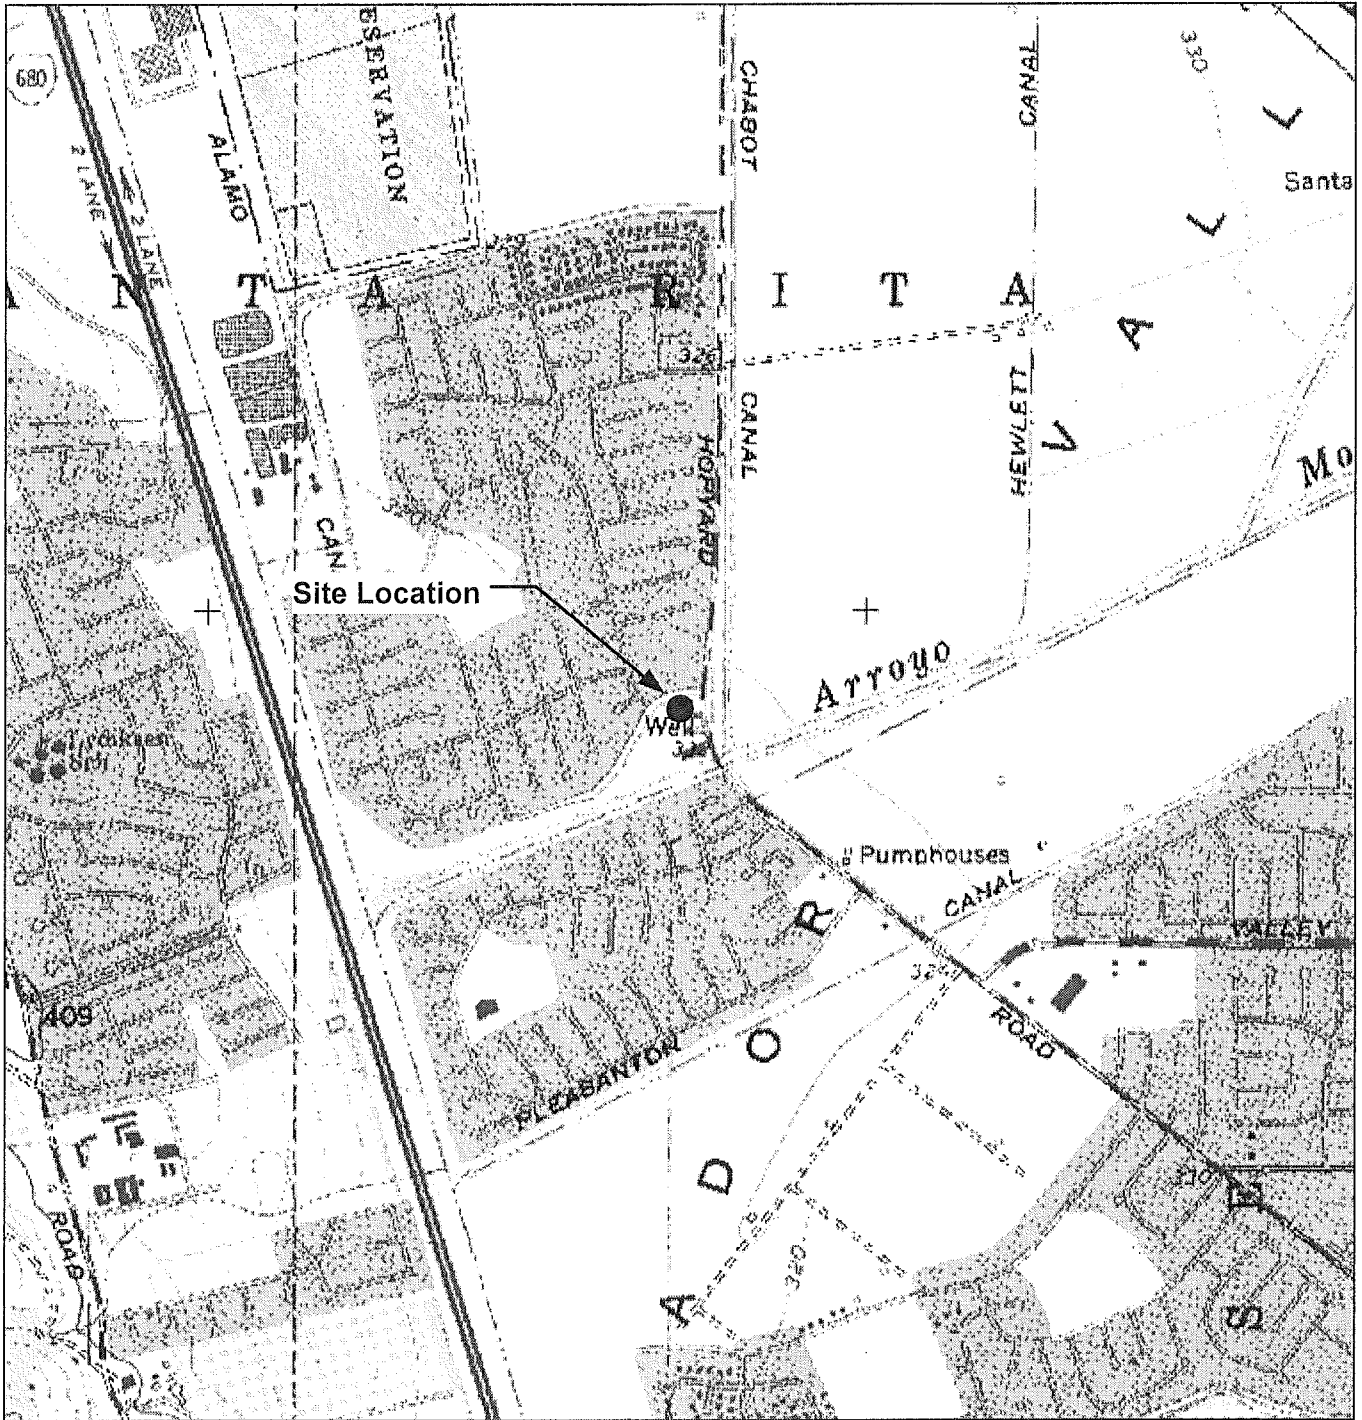 680
2 LANE
2 LANE
ALAMO
CHABOT
CANAL
330
L
Santa
L
A N T A R I T A
A
326
CANAL
HEWLETT
V
Mo
HOPYARD
CAN
Site Location
Arroyo
Well
Pumphouses
CANAL
R
VALLEY
409
ROAD
O
PLEASANTON
D
330
E
ROAD
320
A
S